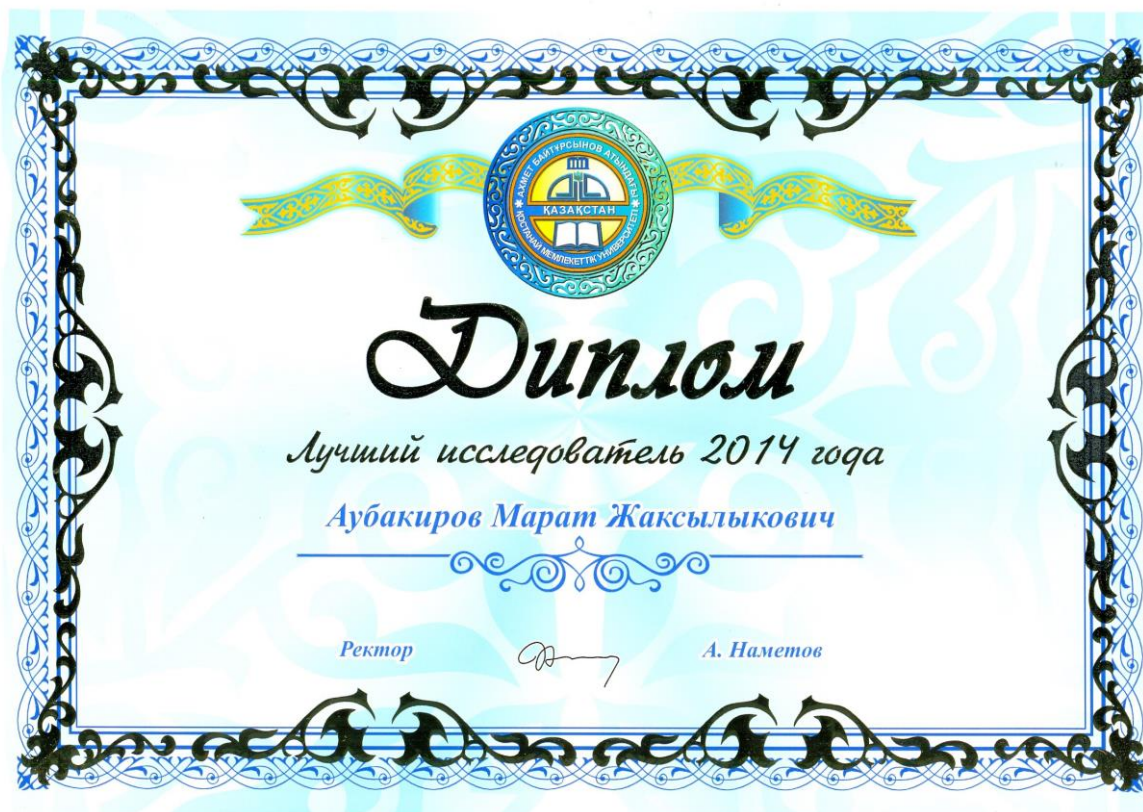 АХМЕТ БАЙТҰРСЫНОВ АТЫНДАҒЫ
ҚАЗАҚСТАН
ҚОСТАНАЙ МЕМЛЕКЕТТІК УНИВЕРСИТЕТІ
Диплом
Лучший исследователь 2014 года
Аубакиров Марат Жаксылыкович
Ректор А. Наметов